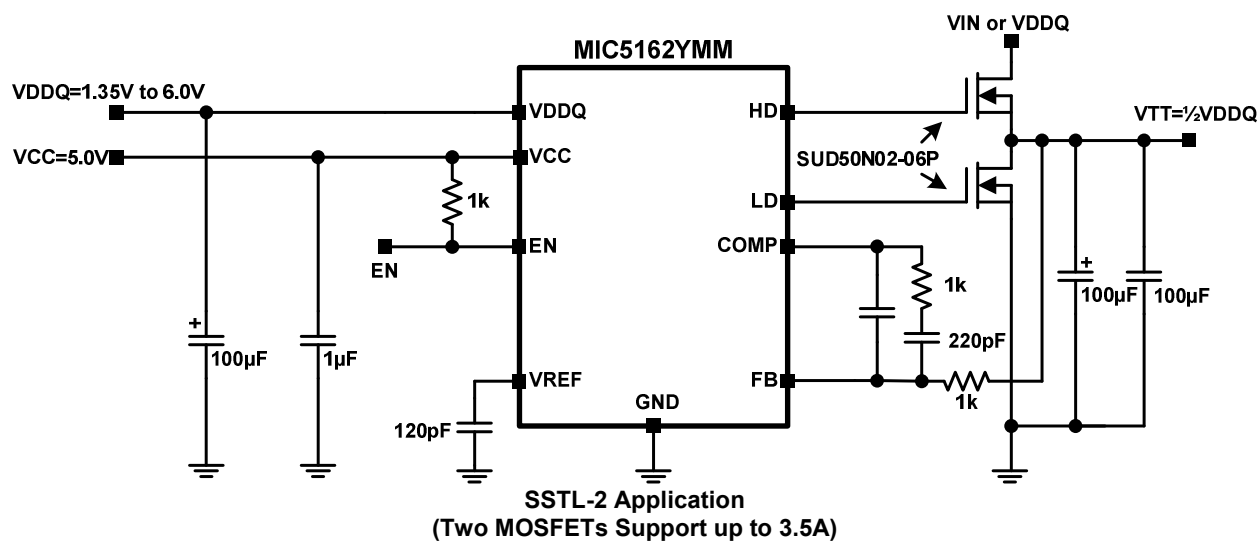 VIN or VDDQ
MIC5162YMM
VDDQ=1.35V to 6.0V
VDDQ
HD
VTT=½VDDQ
VCC=5.0V
VCC
SUD50N02-06P
1k
LD
EN
EN
COMP
1k
+
100µF
100µF
+
100µF
1µF
220pF
VREF
FB
GND
1k
120pF
SSTL-2 Application
(Two MOSFETs Support up to 3.5A)